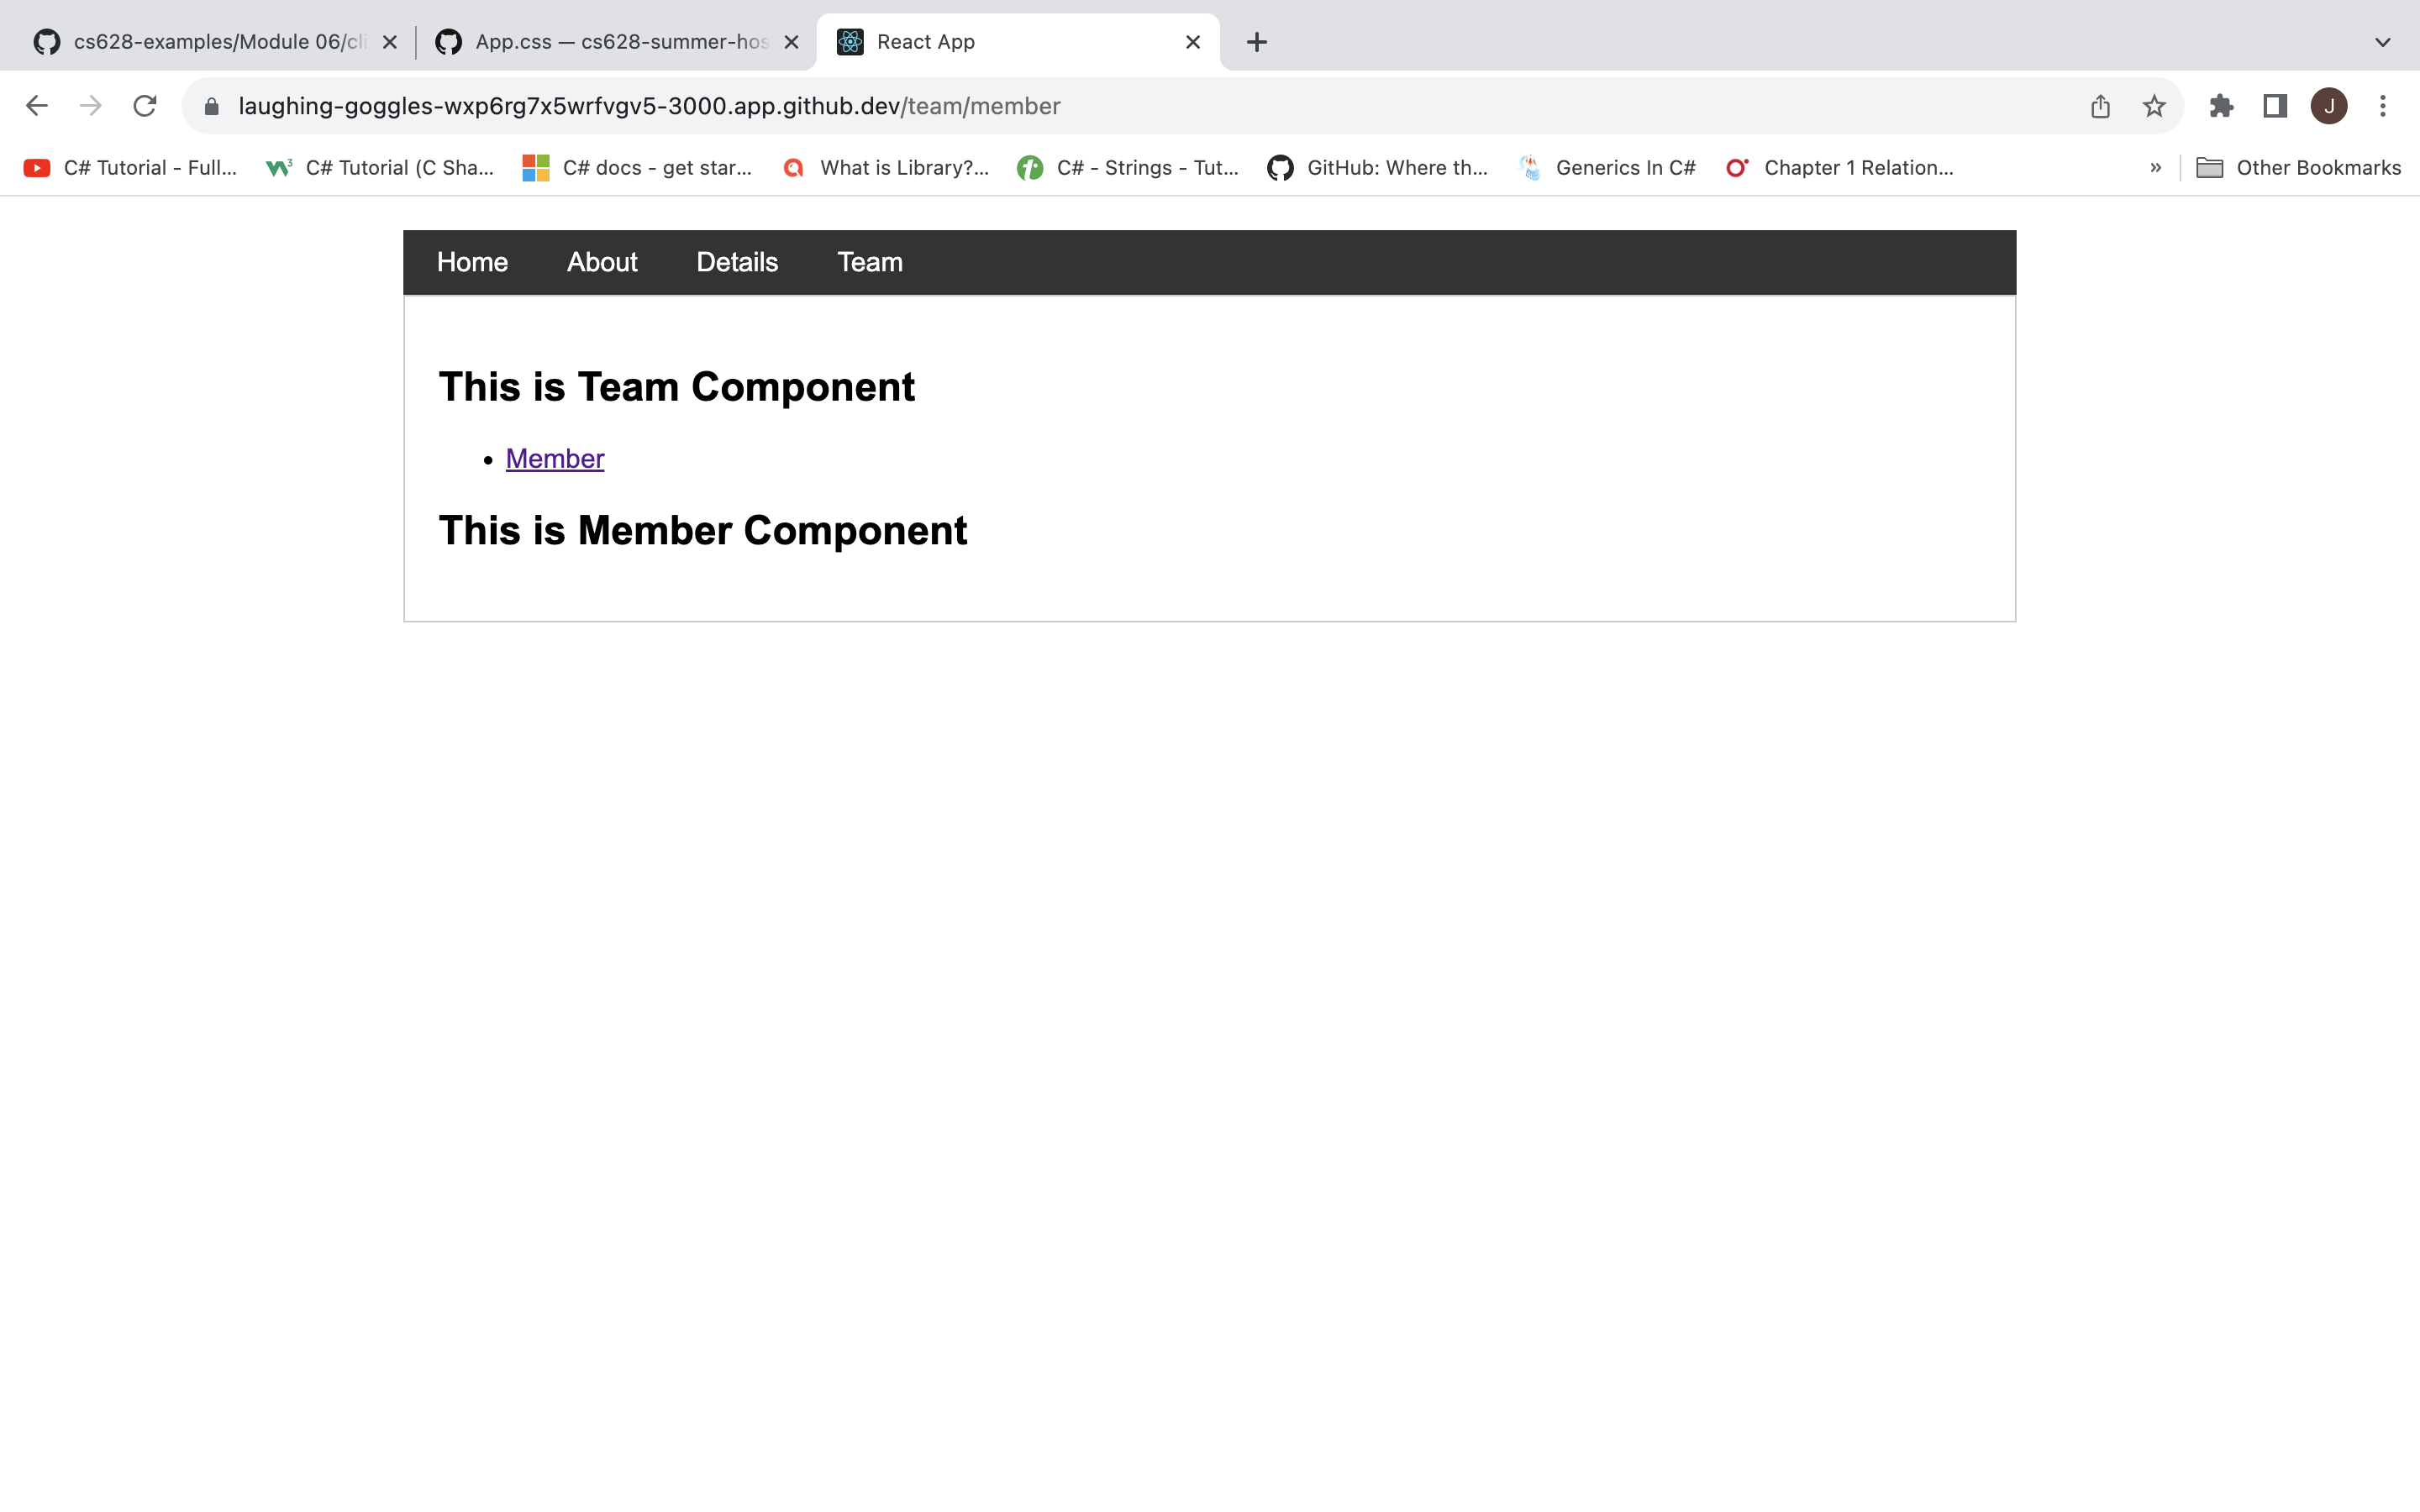 cs628-examples/Module 06/cli
App.css — cs628-summer-hos
React App
laughing-goggles-wxp6rg7x5wrfvgv5-3000.app.github.dev/team/member
J
C# Tutorial - Full...
C# Tutorial (C Sha...
C# docs - get star...
What is Library?...
C# - Strings - Tut...
GitHub: Where th...
Generics In C#
Chapter 1 Relation...
»
Other Bookmarks
Home About Details Team
This is Team Component
• Member
This is Member Component